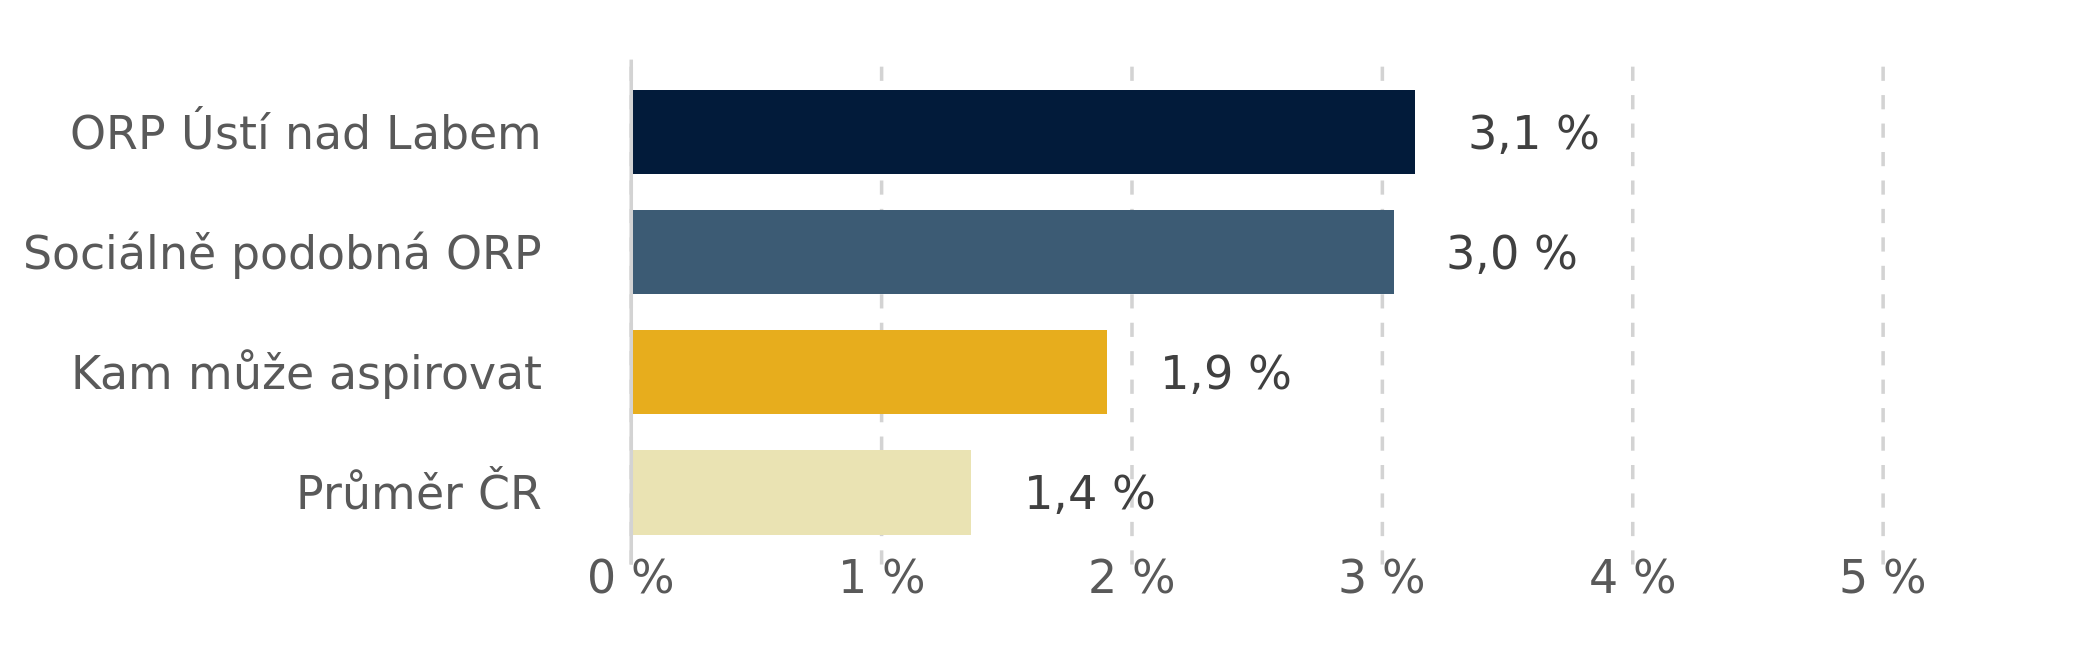 ORP Ústí nad Labem 3,1 %
Sociálně podobná ORP 3,0 %
Kam může aspirovat 1,9 %
Průměr ČR 1,4 %
0 % 1 % 2 % 3 % 4 % 5 %